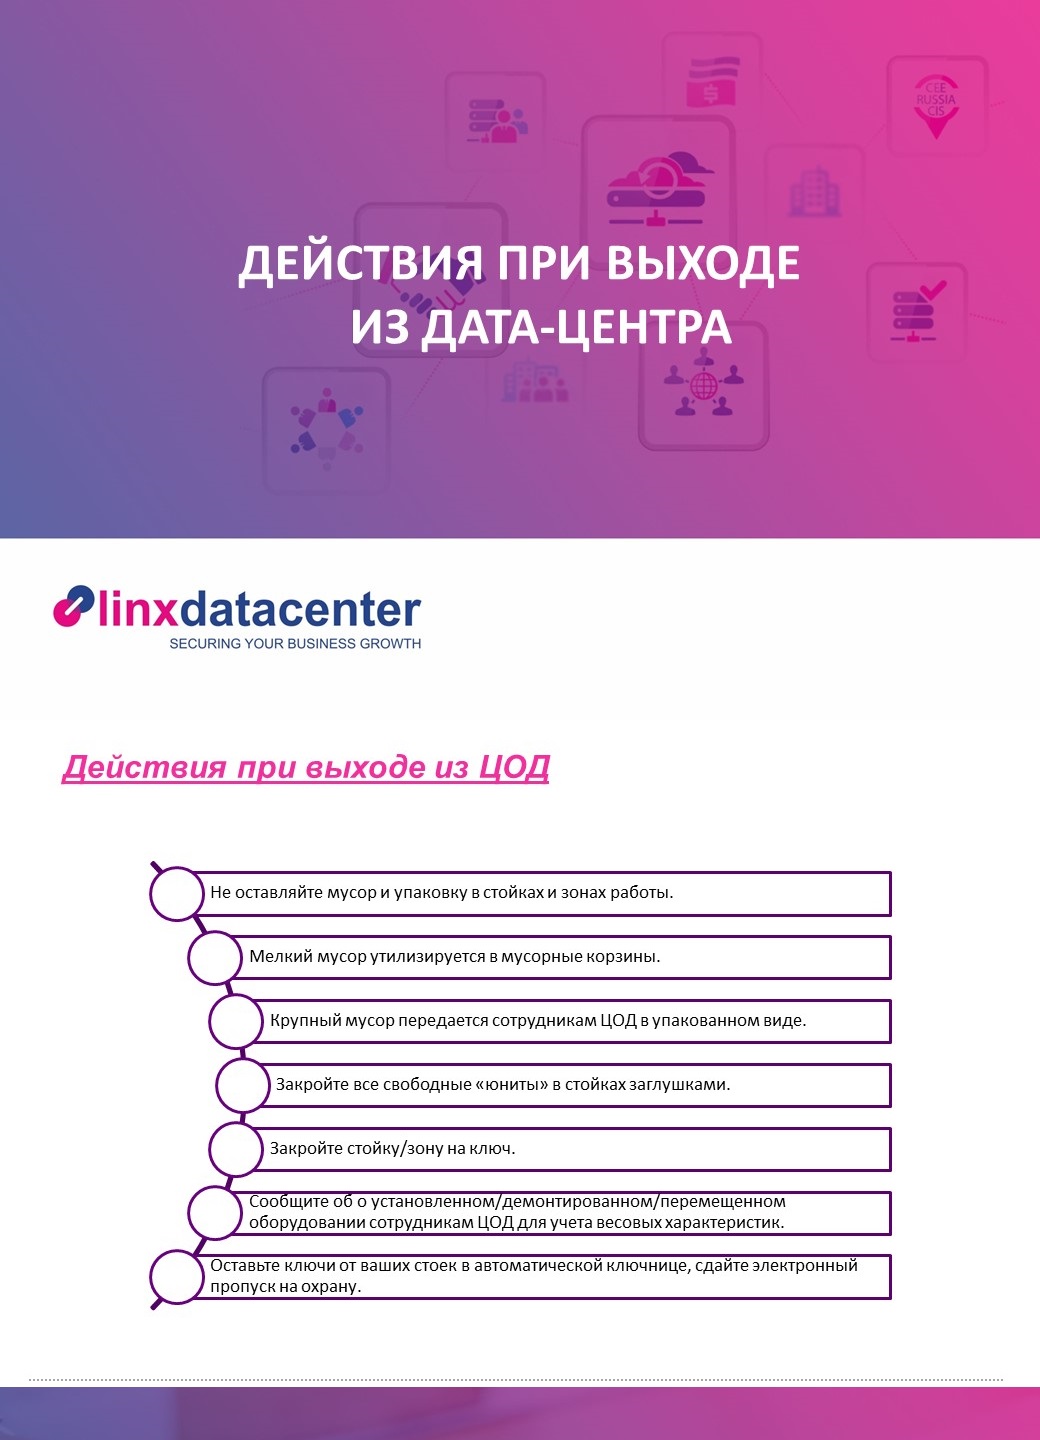 CEE
RUSSIA
CIS
$
ДЕЙСТВИЯ ПРИ ВЫХОДЕ
ИЗ ДАТА-ЦЕНТРА
linxdatacenter
SECURING YOUR BUSINESS GROWTH
Действия при выходе из ЦОД
Не оставляйте мусор и упаковку в стойках и зонах работы.
Мелкий мусор утилизируется в мусорные корзины.
Крупный мусор передается сотрудникам ЦОД в упакованном виде.
Закройте все свободные «юниты» в стойках заглушками.
Закройте стойку/зону на ключ.
Сообщите об о установленном/демонтированном/перемещенном
оборудовании сотрудникам ЦОД для учета весовых характеристик.
Оставьте ключи от ваших стоек в автоматической ключнице, сдайте электронный
пропуск на охрану.